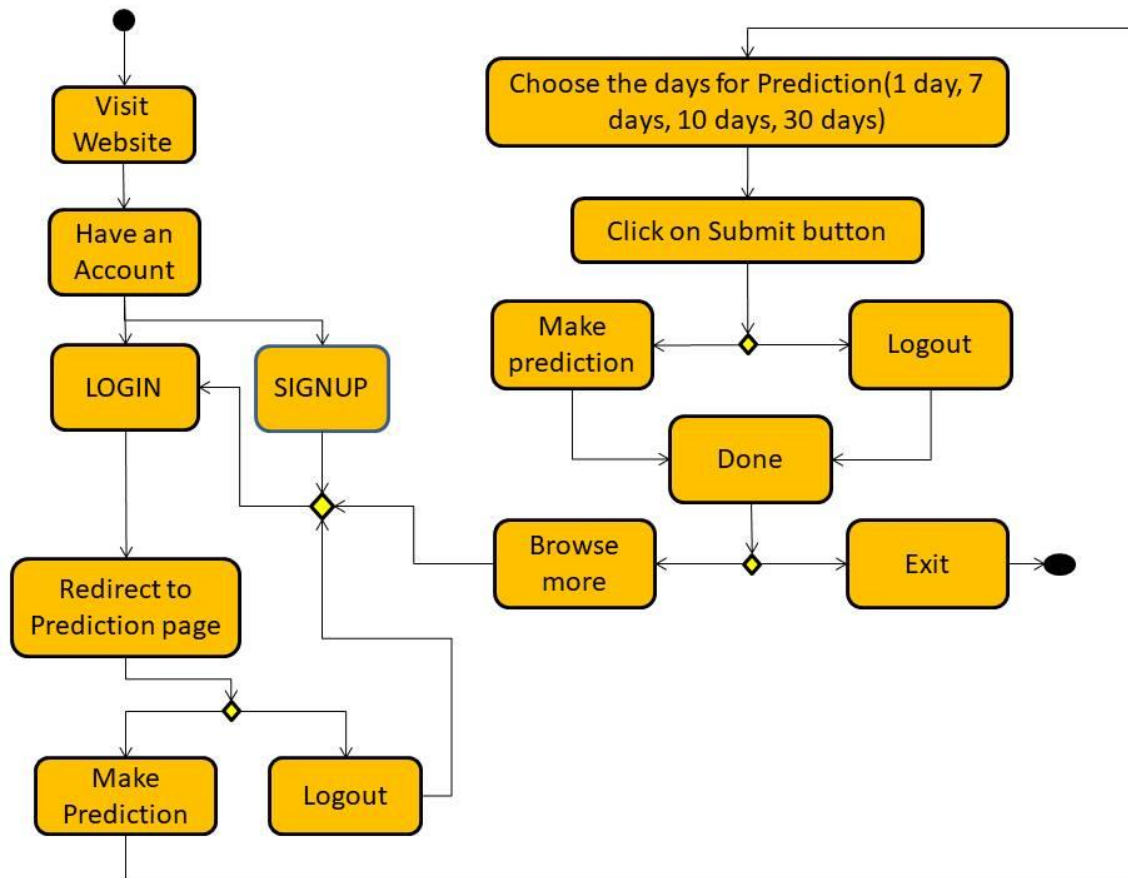 Visit
Website
Have an
Account
LOGIN
SIGNUP
Redirect to
Prediction page
Make
Prediction
Logout
Choose the days for Prediction(1 day, 7
days, 10 days, 30 days)
Click on Submit button
Make
prediction
Logout
Done
Browse
more
Exit